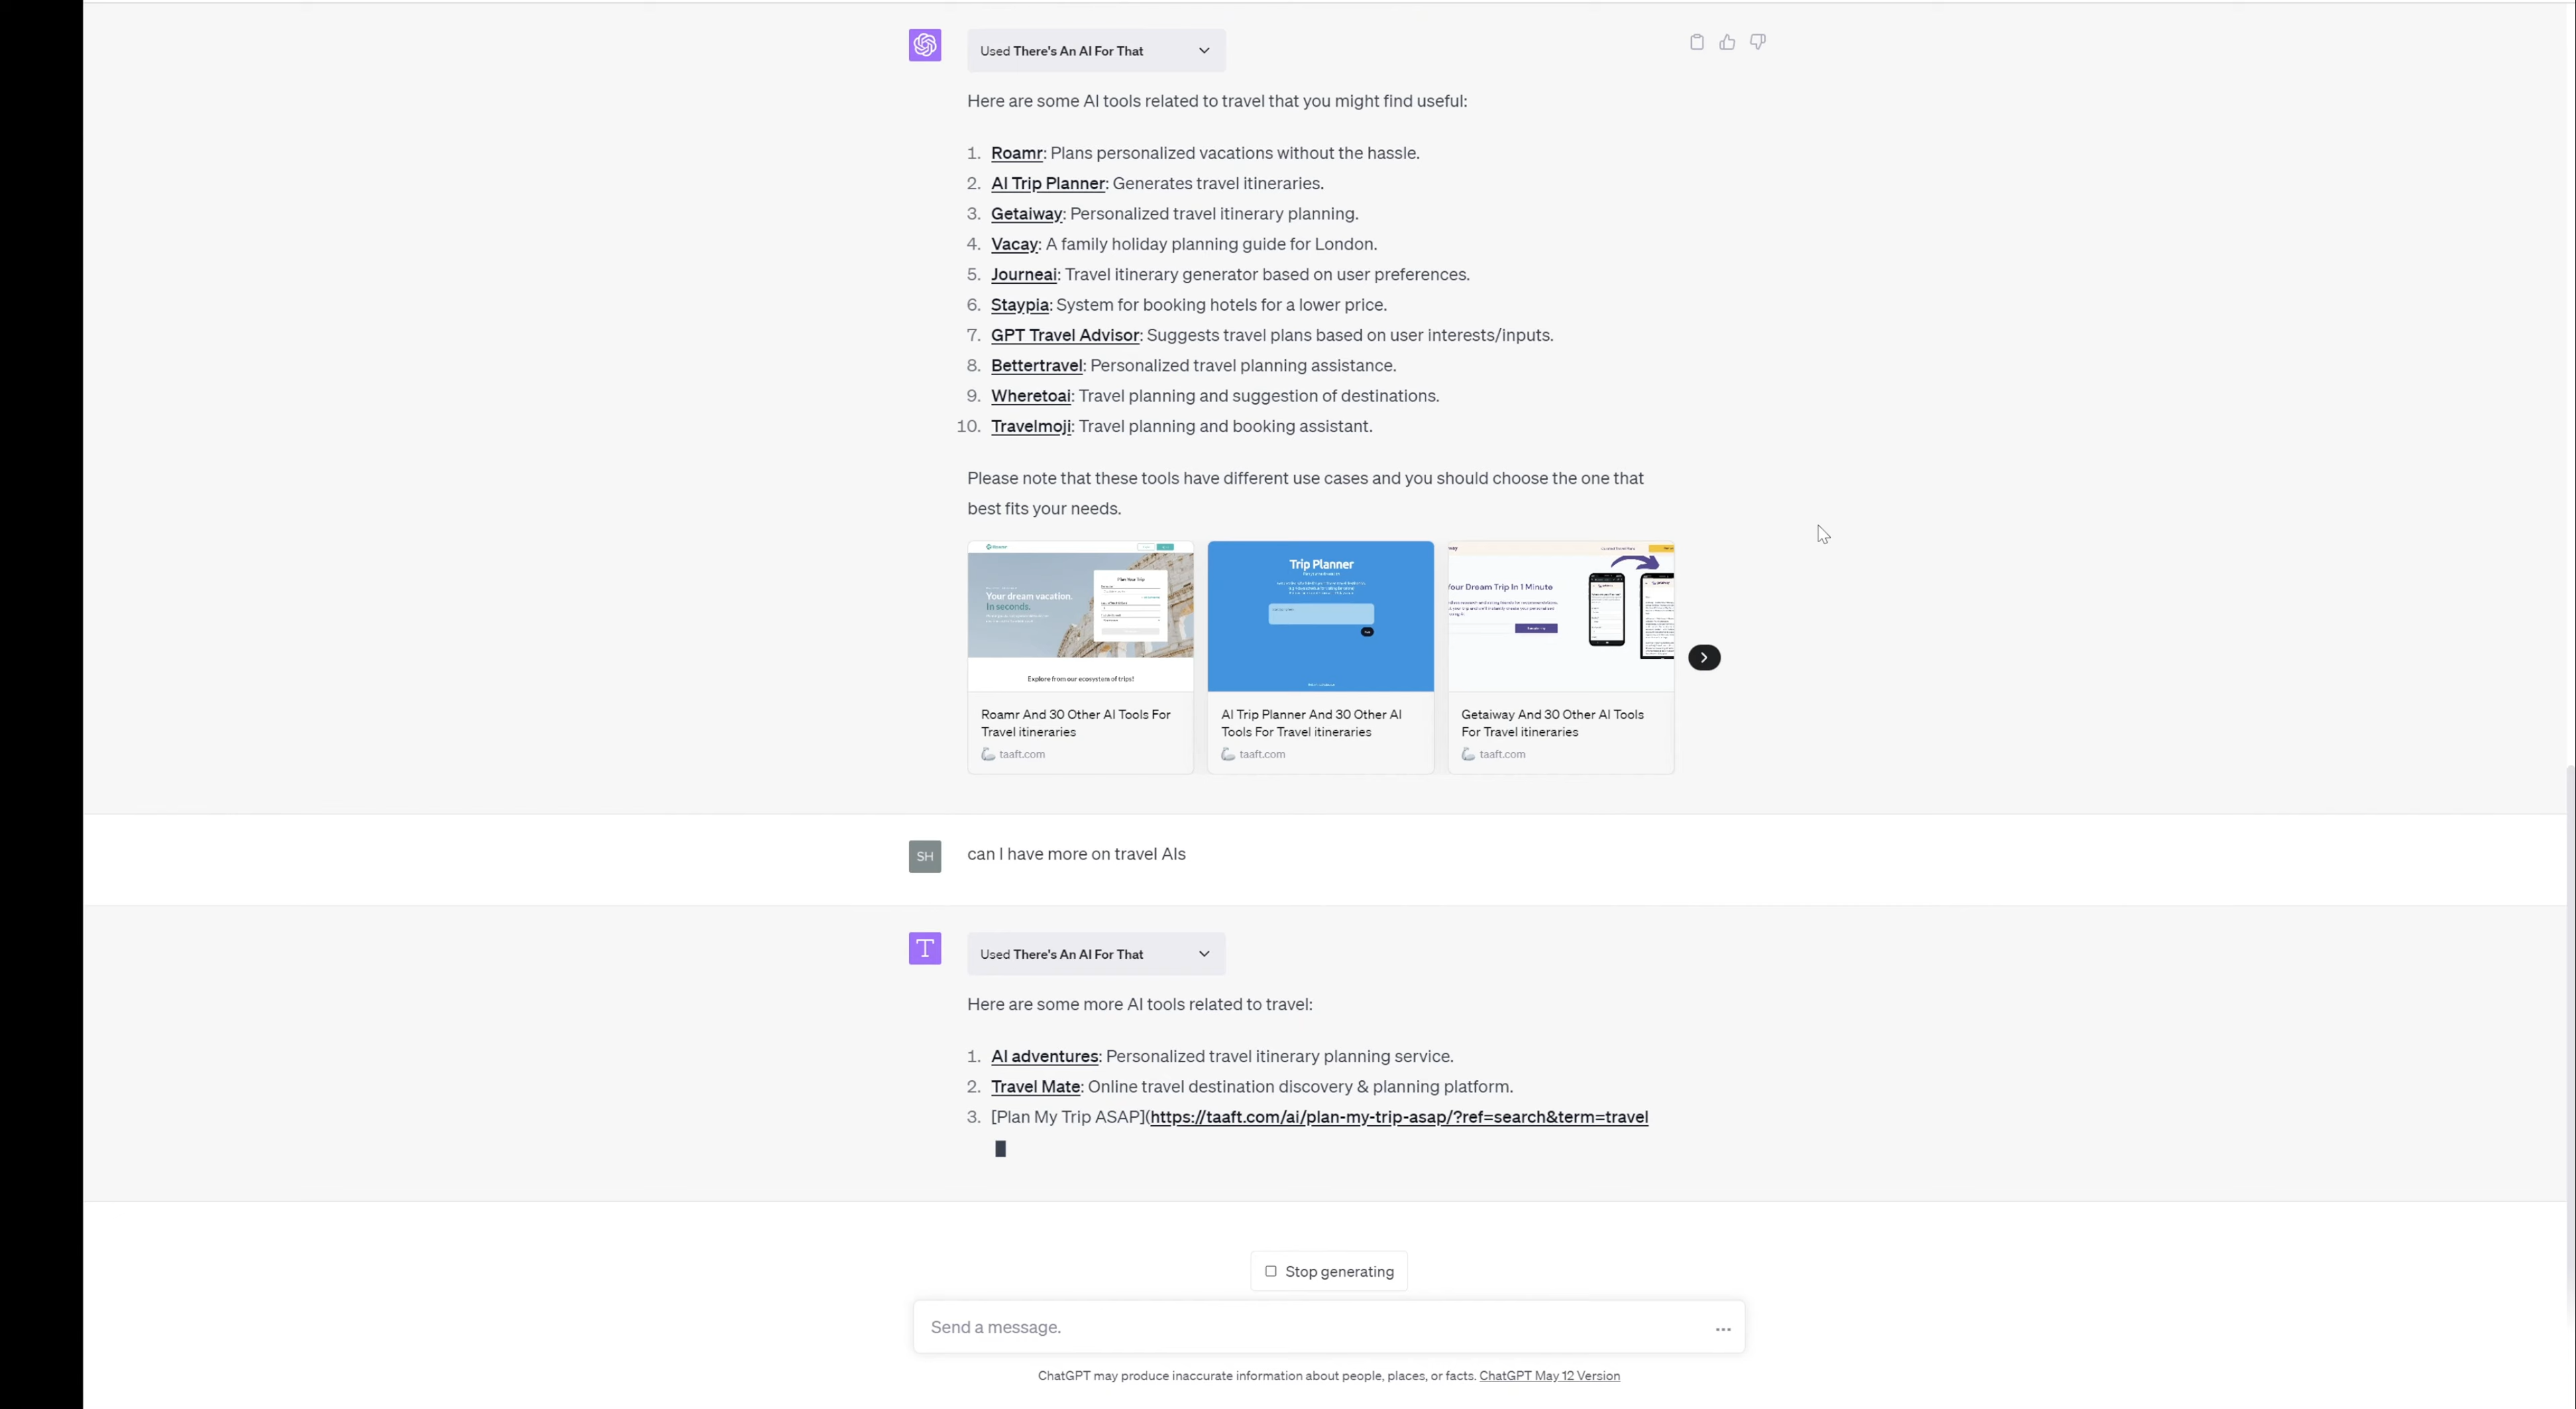 Used There's An AI For That
Here are some AI tools related to travel that you might find useful:
1. Roamr: Plans personalized vacations without the hassle.
2. AI Trip Planner: Generates travel itineraries.
3. Getaiway: Personalized travel itinerary planning.
4. Vacay: A family holiday planning guide for London.
5. Journeai: Travel itinerary generator based on user preferences.
6. Staypia: System for booking hotels for a lower price.
7. GPT Travel Advisor: Suggests travel plans based on user interests/inputs.
8. Bettertravel: Personalized travel planning assistance.
9. Wheretoai: Travel planning and suggestion of destinations.
10. Travelmoji: Travel planning and booking assistant.
Please note that these tools have different use cases and you should choose the one that
best fits your needs.
Plan Your Trip
Your dream vacation.
In seconds.
Explore from our ecosystem of trips!
Roamr And 30 Other AI Tools For
Travel itineraries
taaft.com
Trip Planner
AI Trip Planner And 30 Other AI
Tools For Travel itineraries
taaft.com
Your Dream Trip In 1 Minute
Getaiway And 30 Other AI Tools
For Travel itineraries
taaft.com
SH
can I have more on travel AIs
T
Used There's An AI For That
Here are some more AI tools related to travel:
1. AI adventures: Personalized travel itinerary planning service.
2. Travel Mate: Online travel destination discovery & planning platform.
3. [Plan My Trip ASAP](https://taaft.com/ai/plan-my-trip-asap/?ref=search&term=travel
Stop generating
Send a message.
ChatGPT may produce inaccurate information about people, places, or facts. ChatGPT May 12 Version